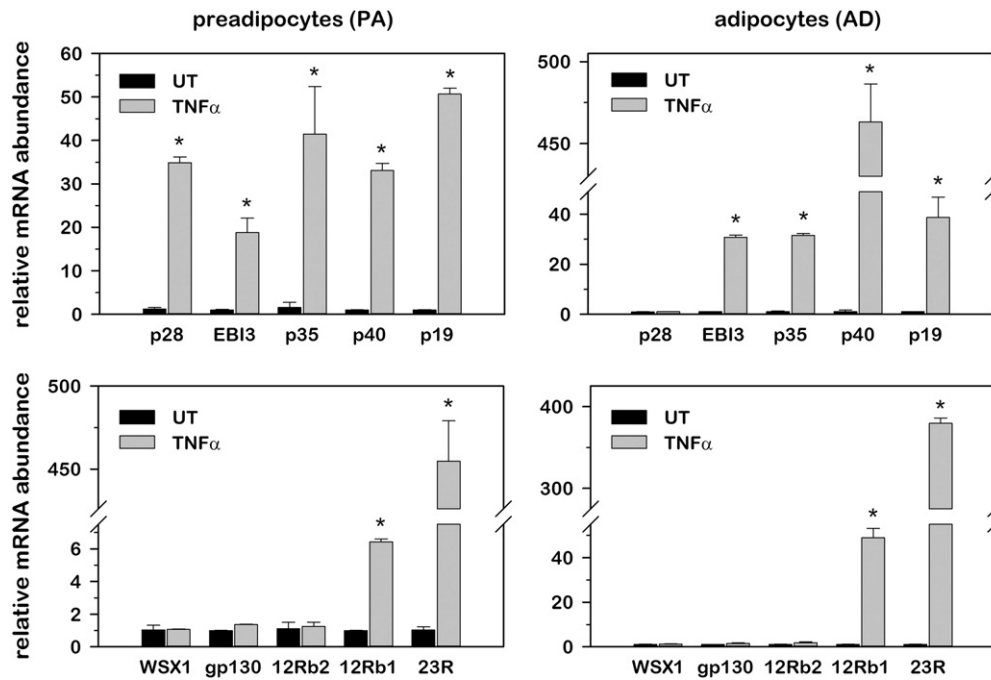 preadipocytes (PA)
adipocytes (AD)
relative mRNA abundance
60
50
40
30
20
10
0
UT
TNFα
*
*
*
*
*
p28 EBI3 p35 p40 p19
500
450
40
20
0
UT
TNFα
*
*
*
*
p28 EBI3 p35 p40 p19
relative mRNA abundance
500
450
6
4
2
0
UT
TNFα
*
*
WSX1 gp130 12Rb2 12Rb1 23R
400
300
40
20
0
UT
TNFα
*
*
WSX1 gp130 12Rb2 12Rb1 23R